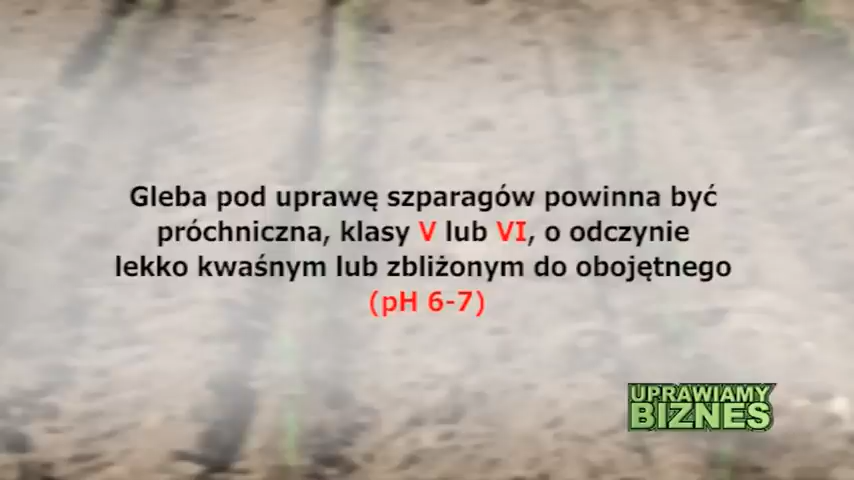 Gleba pod uprawę szparagów powinna być
próchniczna, klasy V lub VI, o odczynie
lekko kwaśnym lub zbliżonym do obojętnego
(pH 6-7)
UPRAWIAMY
BIZNES